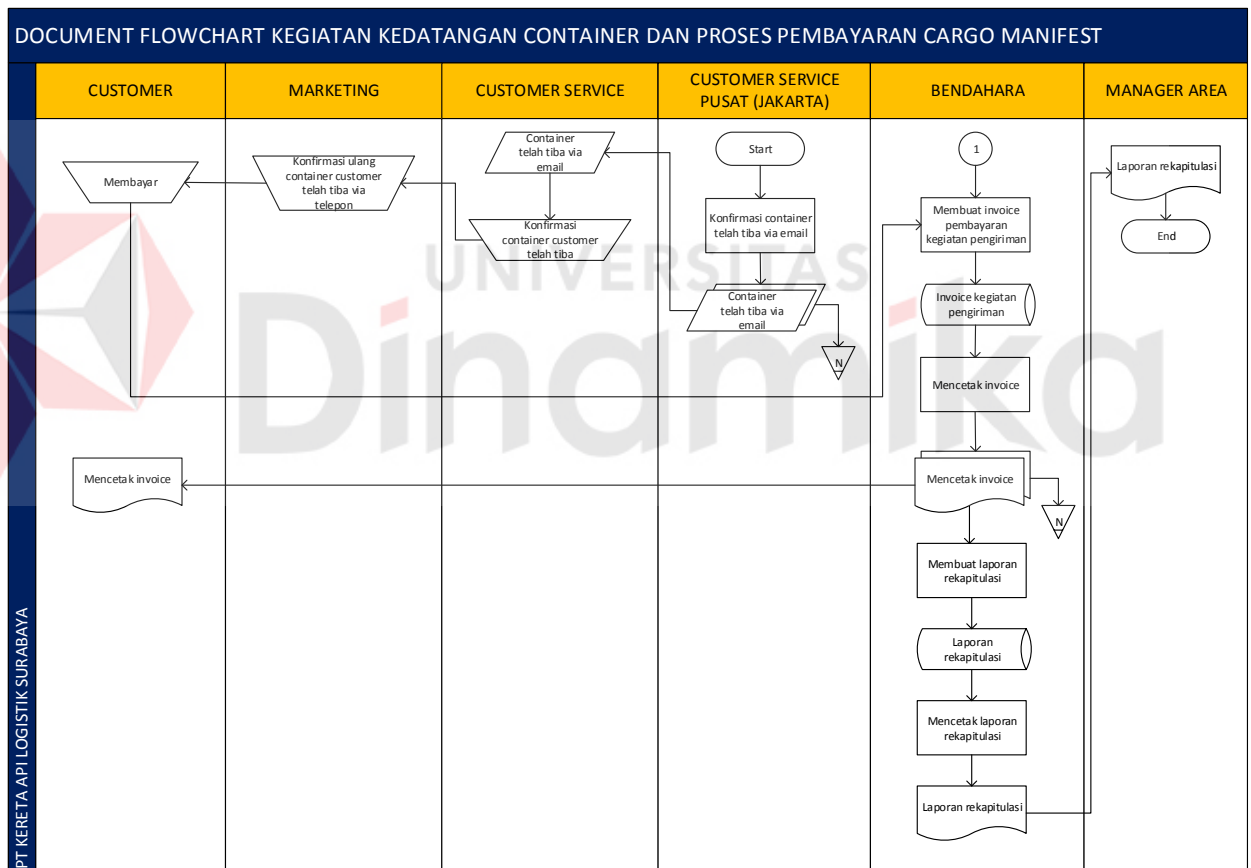 DOCUMENT FLOWCHART KEGIATAN KEDATANGAN CONTAINER DAN PROSES PEMBAYARAN CARGO MANIFEST
CUSTOMER
MARKETING
CUSTOMER SERVICE
CUSTOMER SERVICE
PUSAT (JAKARTA)
BENDAHARA
MANAGER AREA
PT KERETA API LOGISTIK SURABAYA
Membayar
Konfirmasi ulang
container customer
telah tiba via
telepon
Container
telah tiba via
email
Konfirmasi
container customer
telah tiba
Start
Konfirmasi container
telah tiba via email
Container
telah tiba via
email
N
1
Membuat invoice
pembayaran
kegiatan pengiriman
Invoice kegiatan
pengiriman
Mencetak invoice
Mencetak invoice
N
Mencetak invoice
Membuat laporan
rekapitulasi
Laporan
rekapitulasi
Mencetak laporan
rekapitulasi
Laporan rekapitulasi
Laporan rekapitulasi
End
UNIVERSITAS
Dinamika